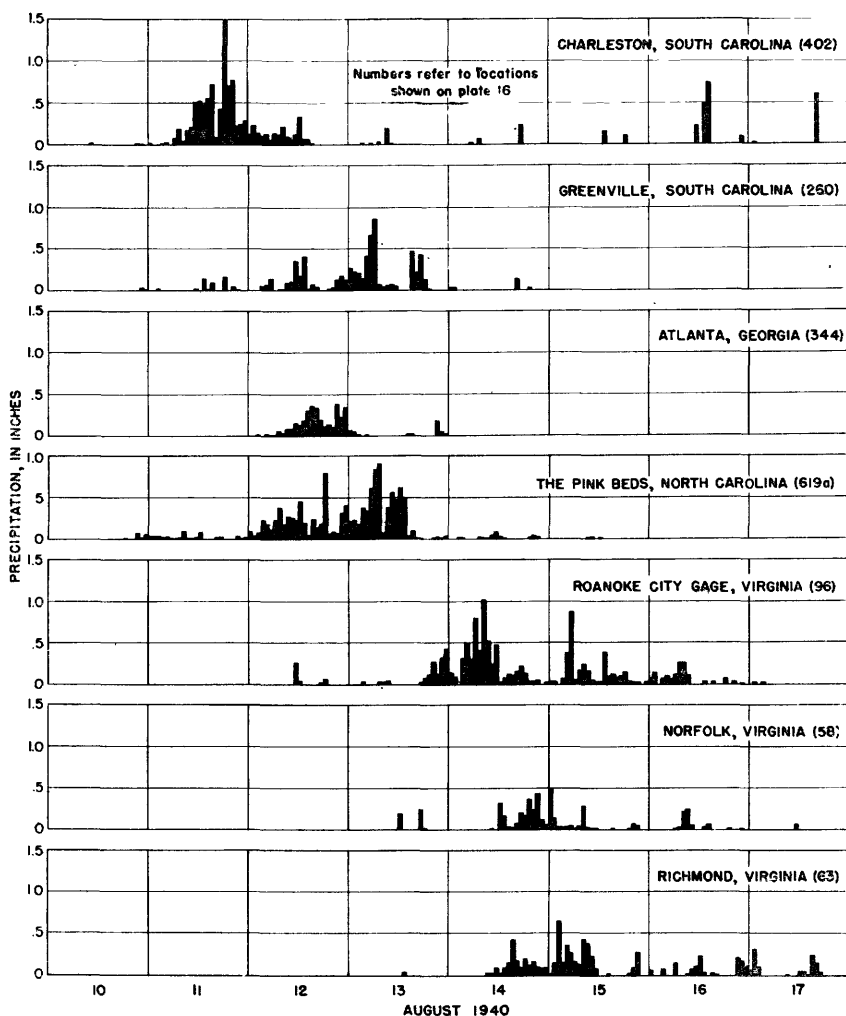 1.5
1.0
.5
0
CHARLESTON, SOUTH CAROLINA (402)
Numbers refer to locations
shown on plate 16
1.5
1.0
.5
0
GREENVILLE, SOUTH CAROLINA (260)
1.5
1.0
.5
0
ATLANTA, GEORGIA (344)
1.0
.5
0
THE PINK BEDS, NORTH CAROLINA (619a)
PRECIPITATION, IN INCHES
1.5
1.0
.5
0
ROANOKE CITY GAGE, VIRGINIA (96)
1.5
1.0
.5
0
NORFOLK, VIRGINIA (58)
1.5
1.0
.5
0
RICHMOND, VIRGINIA (63)
10 11 12 13 14 15 16 17
AUGUST 1940